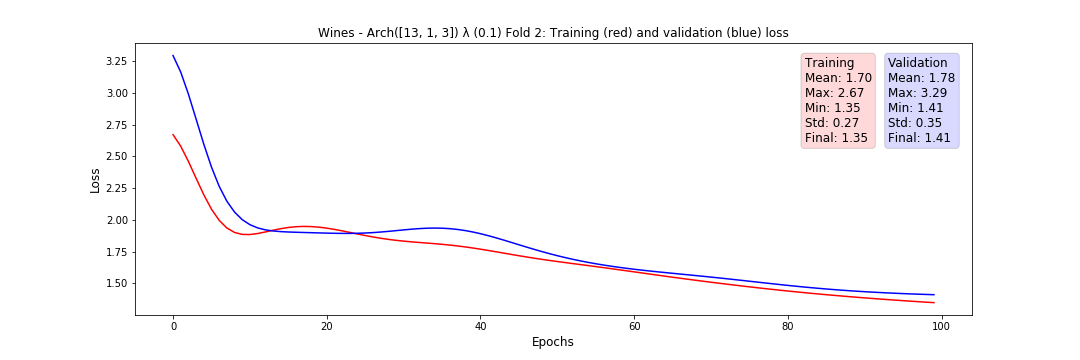 Wines - Arch([13, 1, 3]) λ (0.1) Fold 2: Training (red) and validation (blue) loss
Training
Mean: 1.70
Max: 2.67
Min: 1.35
Std: 0.27
Final: 1.35
Validation
Mean: 1.78
Max: 3.29
Min: 1.41
Std: 0.35
Final: 1.41
Loss
3.25
3.00
2.75
2.50
2.25
2.00
1.75
1.50
0
20
40
60
80
100
Epochs